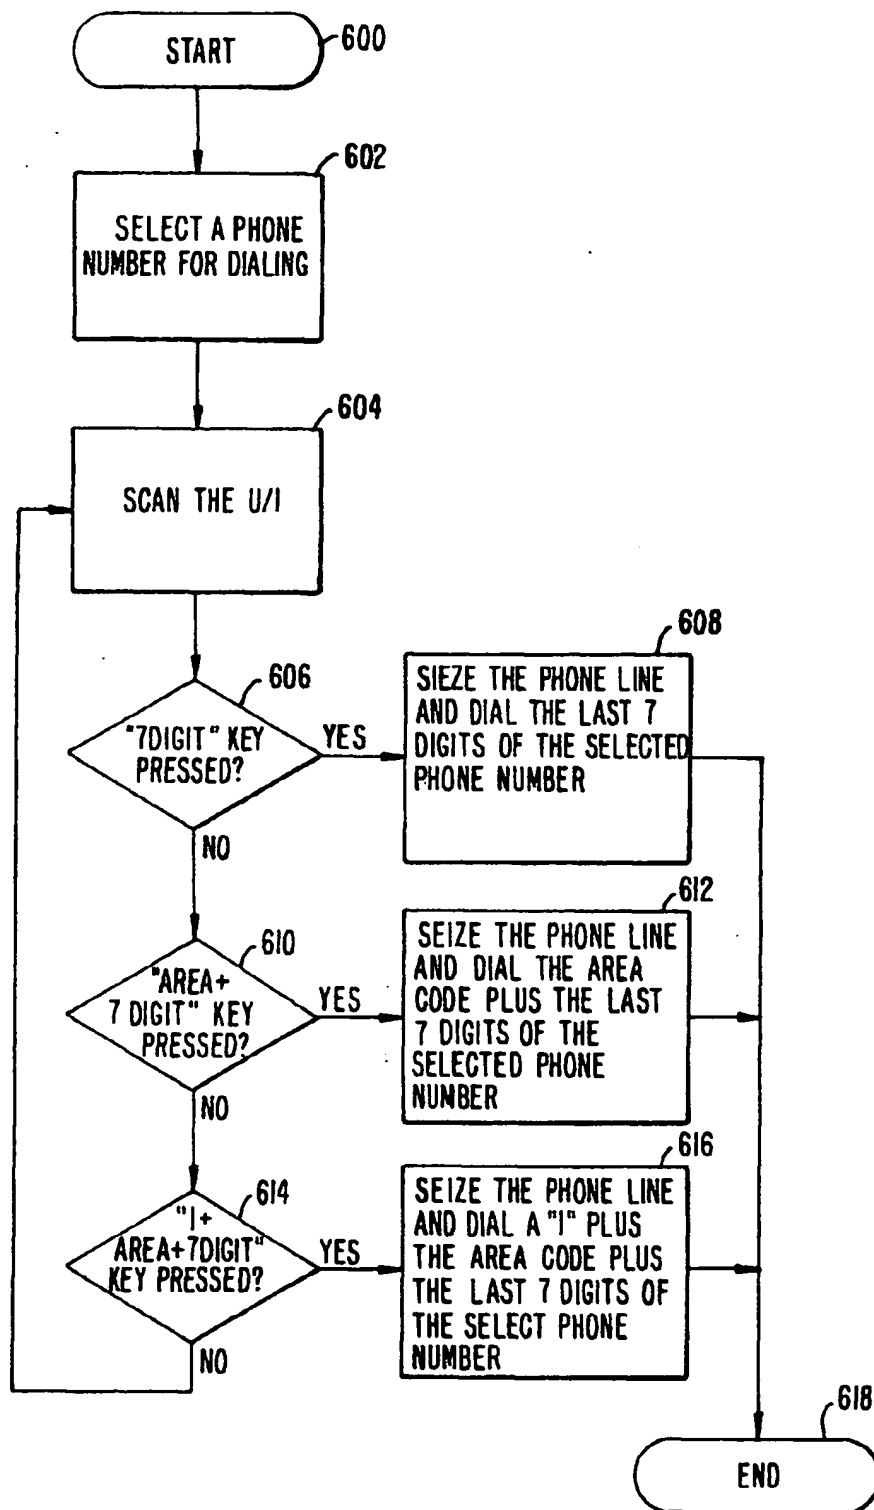 START
600
602
SELECT A PHONE
NUMBER FOR DIALING
604
SCAN THE U/I
606
"7DIGIT" KEY
PRESSED?
YES
NO
608
SIEZE THE PHONE LINE
AND DIAL THE LAST 7
DIGITS OF THE SELECTED
PHONE NUMBER
610
"AREA+
7 DIGIT" KEY
PRESSED?
YES
NO
612
SEIZE THE PHONE LINE
AND DIAL THE AREA
CODE PLUS THE LAST
7 DIGITS OF THE
SELECTED PHONE
NUMBER
614
"1+
AREA+7DIGIT"
KEY PRESSED?
YES
NO
616
SEIZE THE PHONE LINE
AND DIAL A "1" PLUS
THE AREA CODE PLUS
THE LAST 7 DIGITS OF
THE SELECT PHONE
NUMBER
618
END